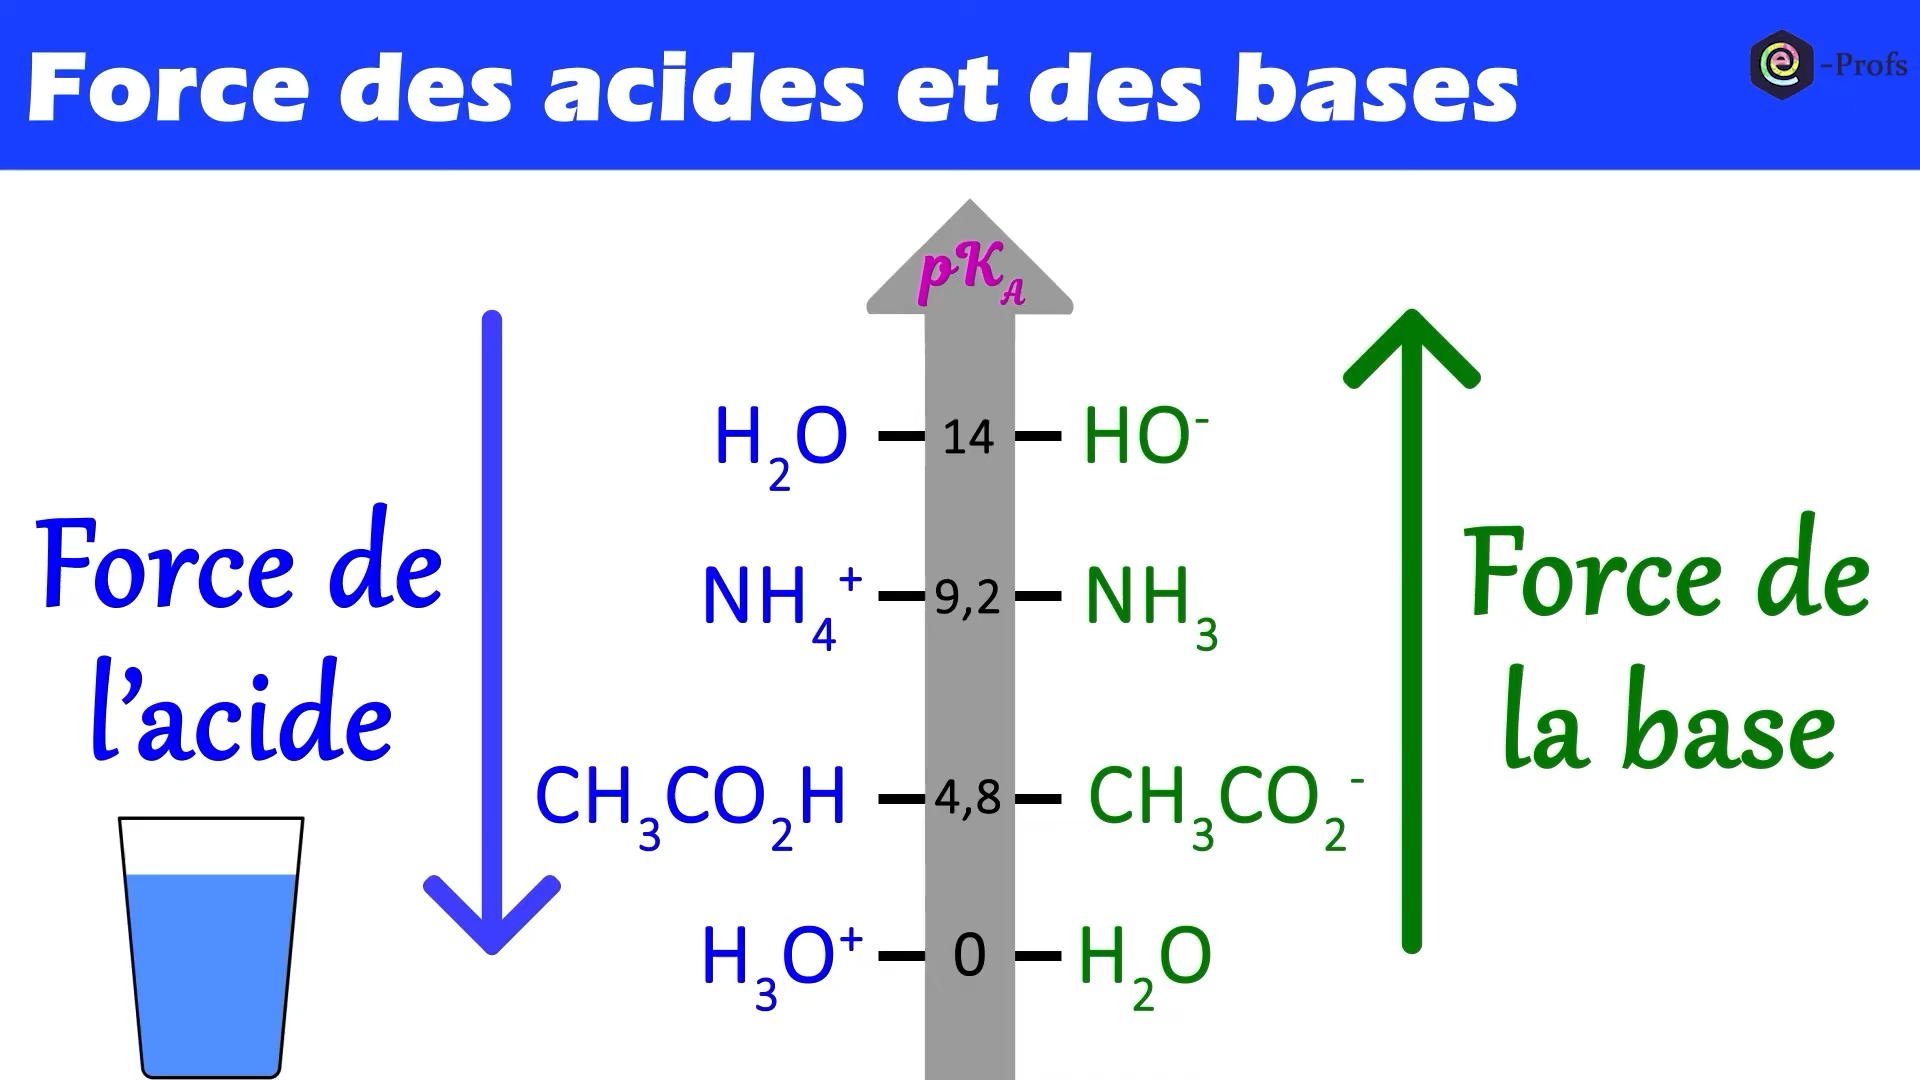 Force des acides et des bases
e -Profs
pKA
H2O 14 HO-
NH4+ 9,2 NH3
CH3CO2H 4,8 CH3CO2-
H3O+ 0 H2O
Force de
l’acide
Force de
la base